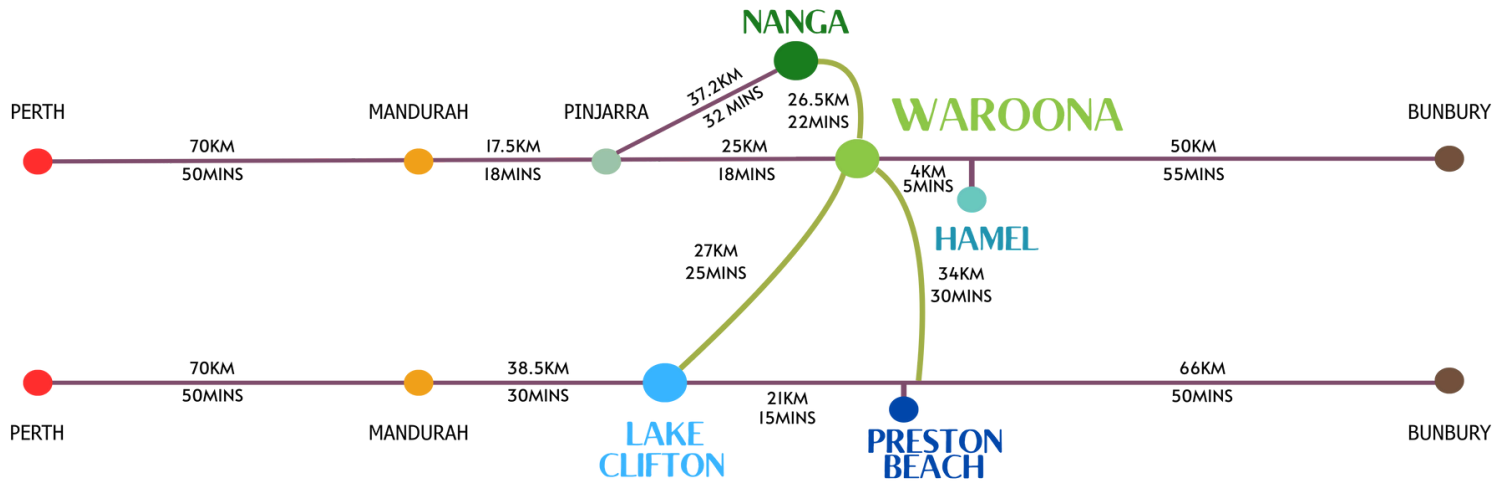 NANGA
37.2KM
32 MINS
26.5KM
22MINS
PERTH
MANDURAH
PINJARRA
WAROONA
BUNBURY
70KM
50MINS
17.5KM
18MINS
25KM
18MINS
4KM
5MINS
50KM
55MINS
HAMEL
27KM
25MINS
34KM
30MINS
70KM
50MINS
38.5KM
30MINS
21KM
15MINS
66KM
50MINS
PERTH
MANDURAH
LAKE
CLIFTON
PRESTON
BEACH
BUNBURY